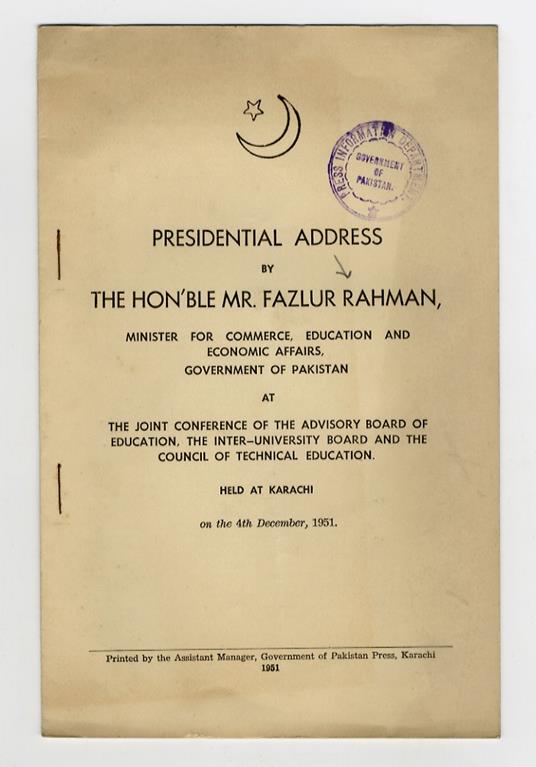 PRESS INFORMATION DEPARTMENT.
GOVERNMENT
OF
PAKISTAN.
PRESIDENTIAL ADDRESS
BY
THE HON'BLE MR. FAZLUR RAHMAN,
MINISTER FOR COMMERCE, EDUCATION AND
ECONOMIC AFFAIRS,
GOVERNMENT OF PAKISTAN
AT
THE JOINT CONFERENCE OF THE ADVISORY BOARD OF
EDUCATION, THE INTER-UNIVERSITY BOARD AND THE
COUNCIL OF TECHNICAL EDUCATION.
HELD AT KARACHI
on the 4th December, 1951.
Printed by the Assistant Manager, Government of Pakistan Press, Karachi
1951